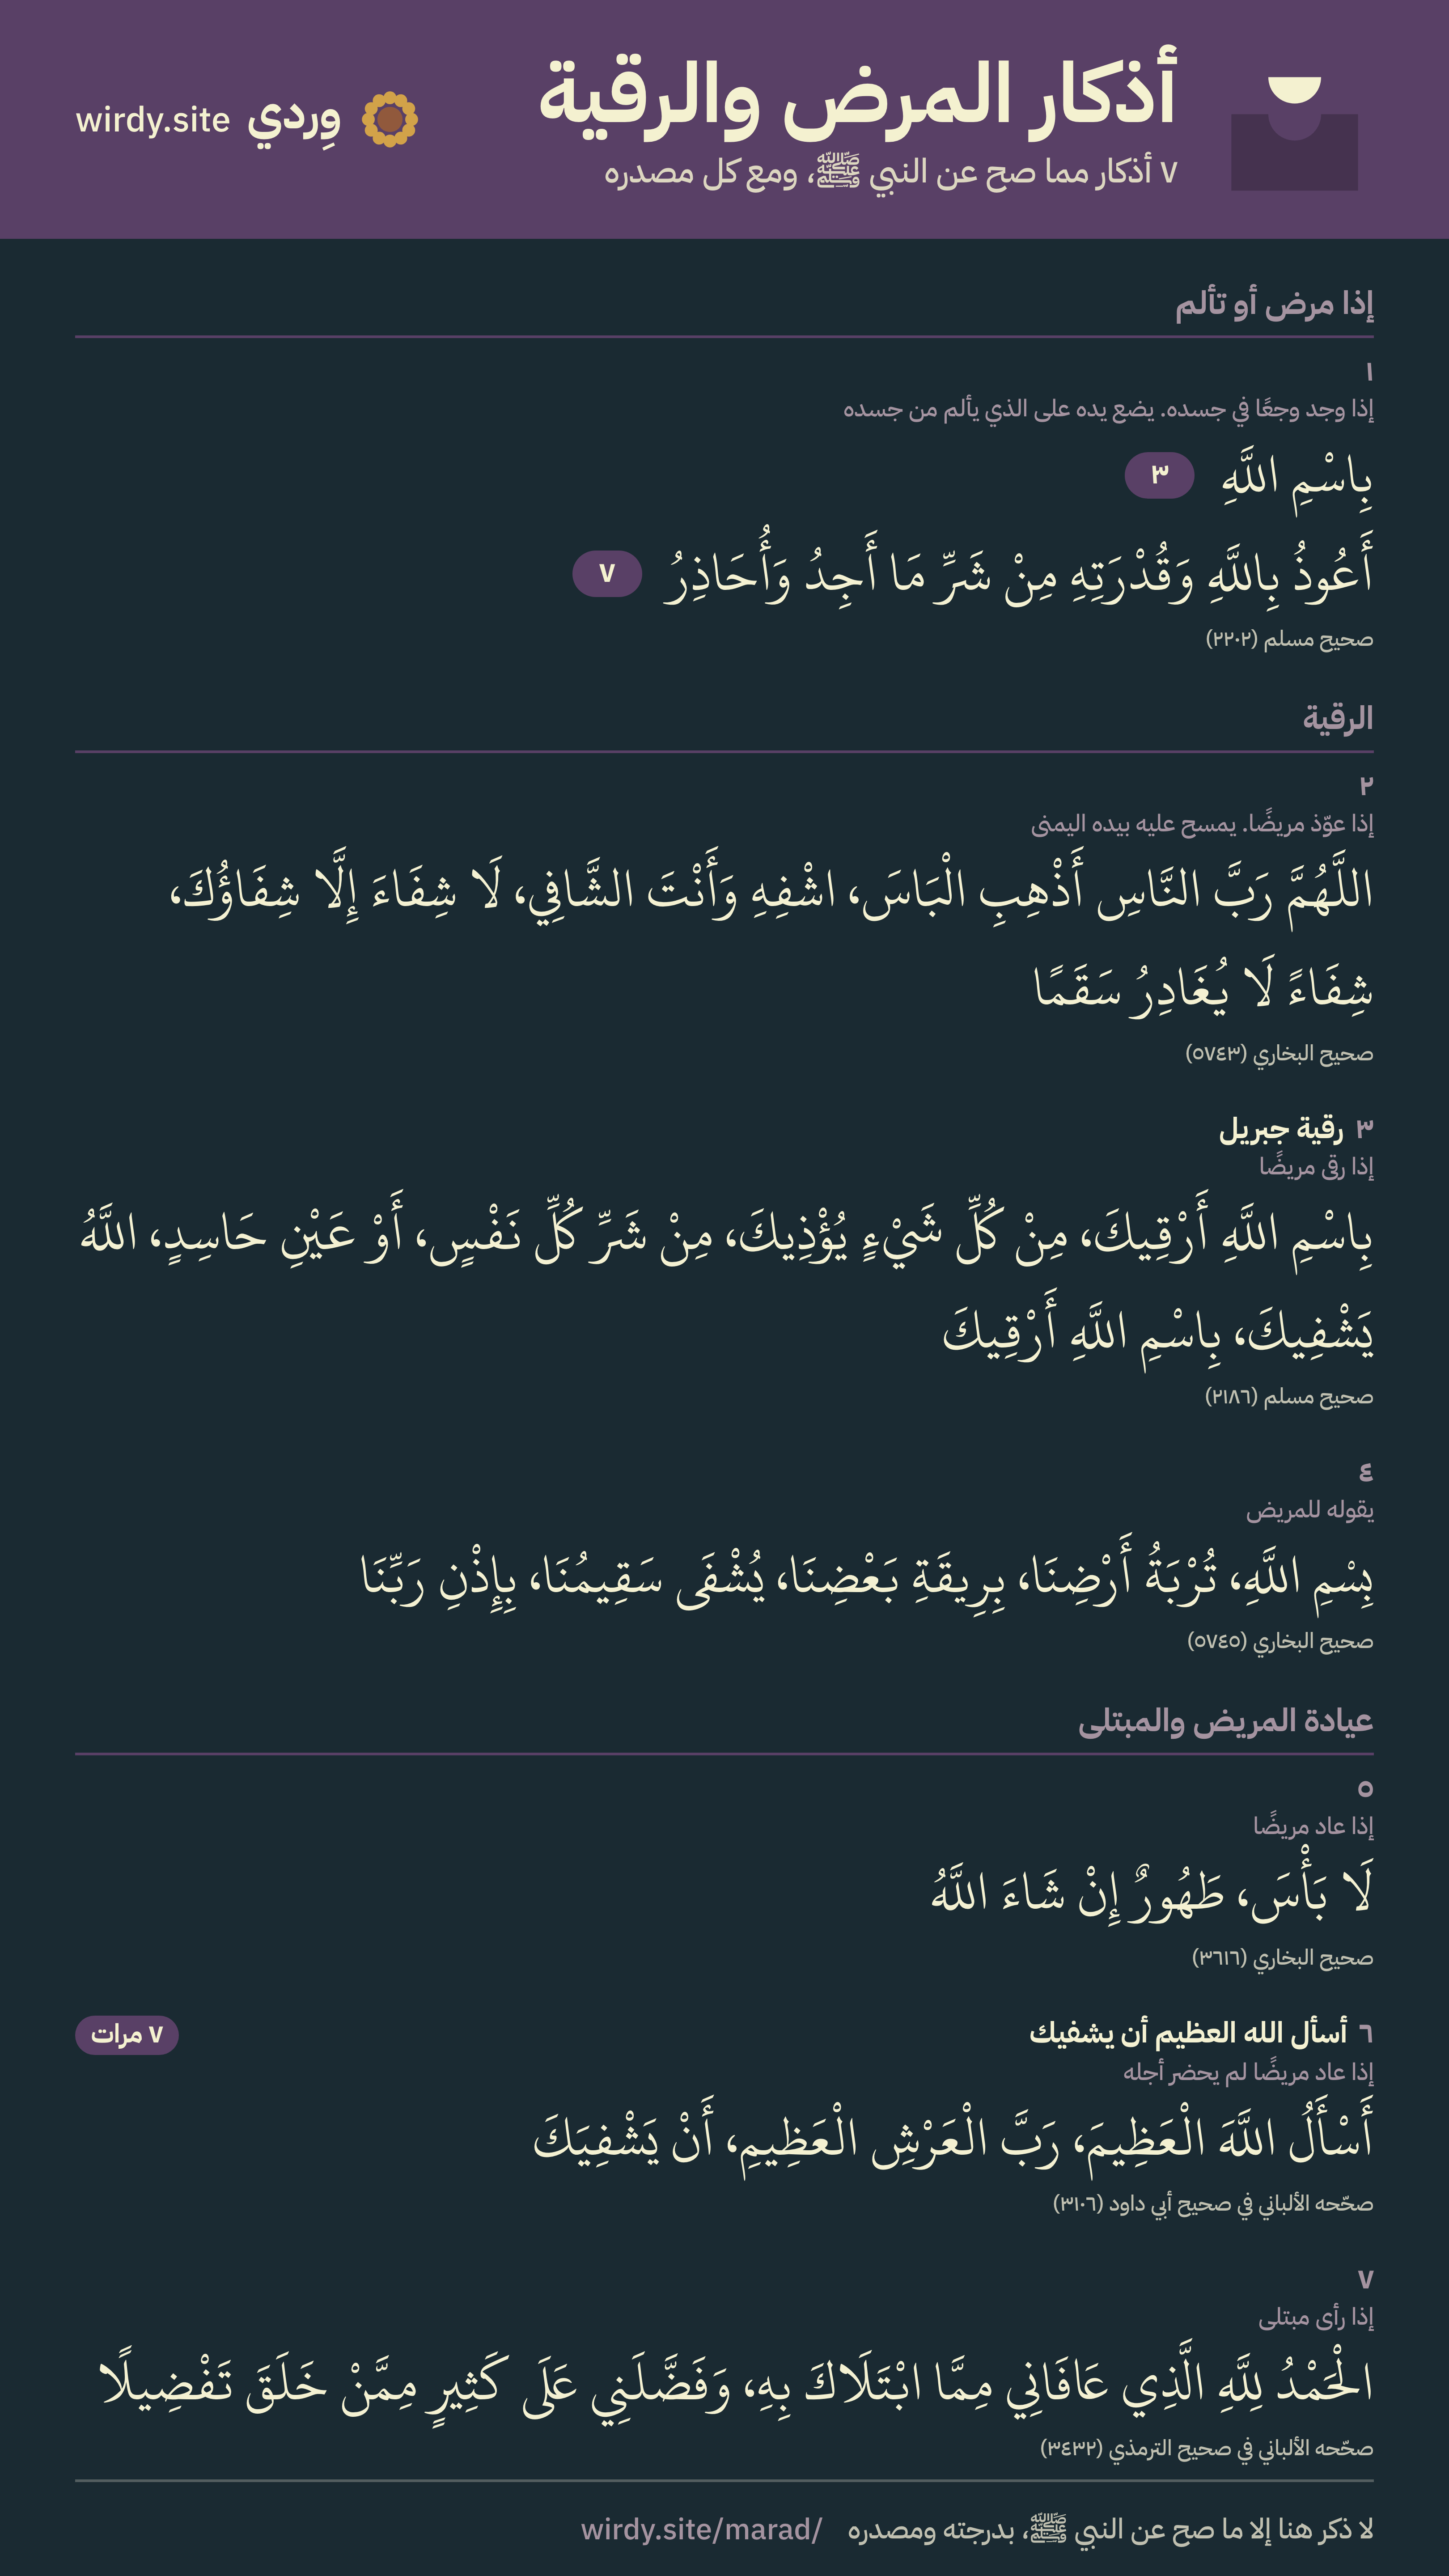 أذكار المرض والرقية
٧ أذكار مما صح عن النبي ﷺ، ومع كل مصدره
وِردي wirdy.site
إذا مرض أو تألم
١
إذا وجد وجعًا في جسده. يضع يده على الذي يألم من جسده
بِاسْمِ اللَّهِ ٣
أَعُوذُ بِاللَّهِ وَقُدْرَتِهِ مِنْ شَرِّ مَا أَجِدُ وَأُحَاذِرُ ٧
صحيح مسلم (٢٢٠٢)
الرقية
٢
إذا عوّذ مريضًا. يمسح عليه بيده اليمنى
اللَّهُمَّ رَبَّ النَّاسِ أَذْهِبِ الْبَاسَ، اشْفِهِ وَأَنْتَ الشَّافِي، لَا شِفَاءَ إِلَّا شِفَاؤُكَ،
شِفَاءً لَا يُغَادِرُ سَقَمًا
صحيح البخاري (٥٧٤٣)
٣ رقية جبريل
إذا رقى مريضًا
بِاسْمِ اللَّهِ أَرْقِيكَ، مِنْ كُلِّ شَيْءٍ يُؤْذِيكَ، مِنْ شَرِّ كُلِّ نَفْسٍ، أَوْ عَيْنِ حَاسِدٍ، اللَّهُ
يَشْفِيكَ، بِاسْمِ اللَّهِ أَرْقِيكَ
صحيح مسلم (٢١٨٦)
٤
يقوله للمريض
بِسْمِ اللَّهِ، تُرْبَةُ أَرْضِنَا، بِرِيقَةِ بَعْضِنَا، يُشْفَى سَقِيمُنَا، بِإِذْنِ رَبِّنَا
صحيح البخاري (٥٧٤٥)
عيادة المريض والمبتلى
٥
إذا عاد مريضًا
لَا بَأْسَ، طَهُورٌ إِنْ شَاءَ اللَّهُ
صحيح البخاري (٣٦١٦)
٦ أسأل الله العظيم أن يشفيك ٧ مرات
إذا عاد مريضًا لم يحضر أجله
أَسْأَلُ اللَّهَ الْعَظِيمَ، رَبَّ الْعَرْشِ الْعَظِيمِ، أَنْ يَشْفِيَكَ
صحّحه الألباني في صحيح أبي داود (٣١٠٦)
٧
إذا رأى مبتلى
الْحَمْدُ لِلَّهِ الَّذِي عَافَانِي مِمَّا ابْتَلَاكَ بِهِ، وَفَضَّلَنِي عَلَى كَثِيرٍ مِمَّنْ خَلَقَ تَفْضِيلًا
صحّحه الألباني في صحيح الترمذي (٣٤٣٢)
لا ذكر هنا إلا ما صح عن النبي ﷺ، بدرجته ومصدره wirdy.site/marad/